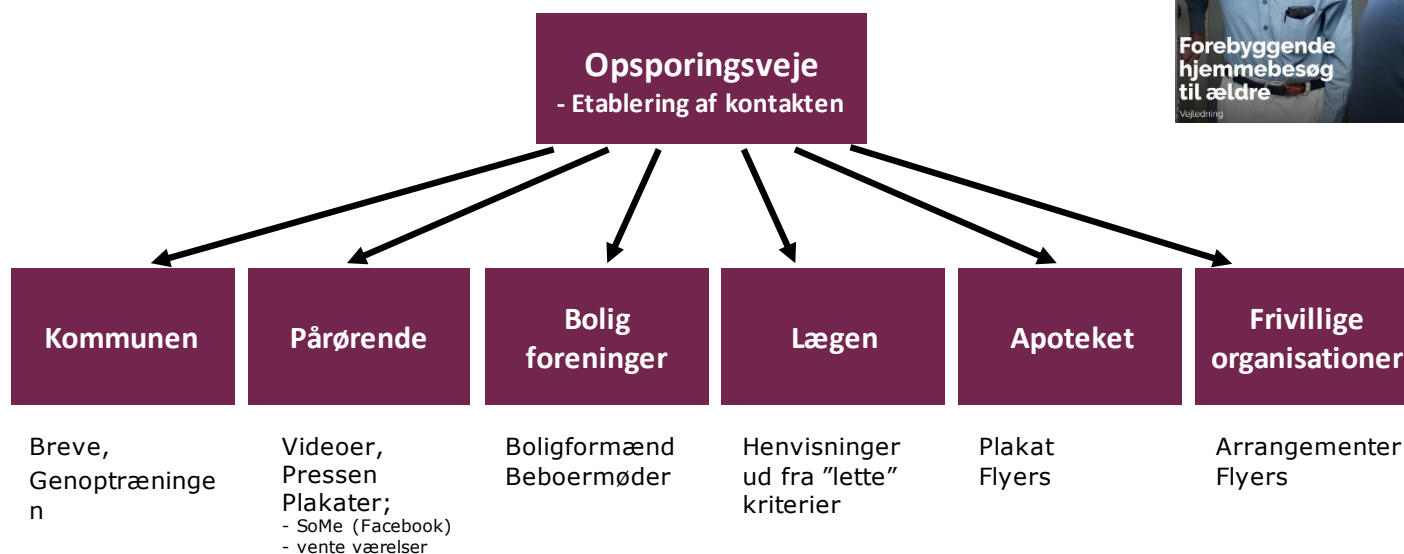 Opsporingsveje
- Etablering af kontakten
Forebyggende
hjemmebesøg
til ældre
Vejledning
Kommunen
Pårørende
Bolig
foreninger
Lægen
Apoteket
Frivillige
organisationer
Breve,
Genoptræninge
n
Videoer,
Pressen
Plakater;
- SoMe (Facebook)
- vente værelser
Boligformænd
Beboermøder
Henvisninger
ud fra ”lette”
kriterier
Plakat
Flyers
Arrangementer
Flyers